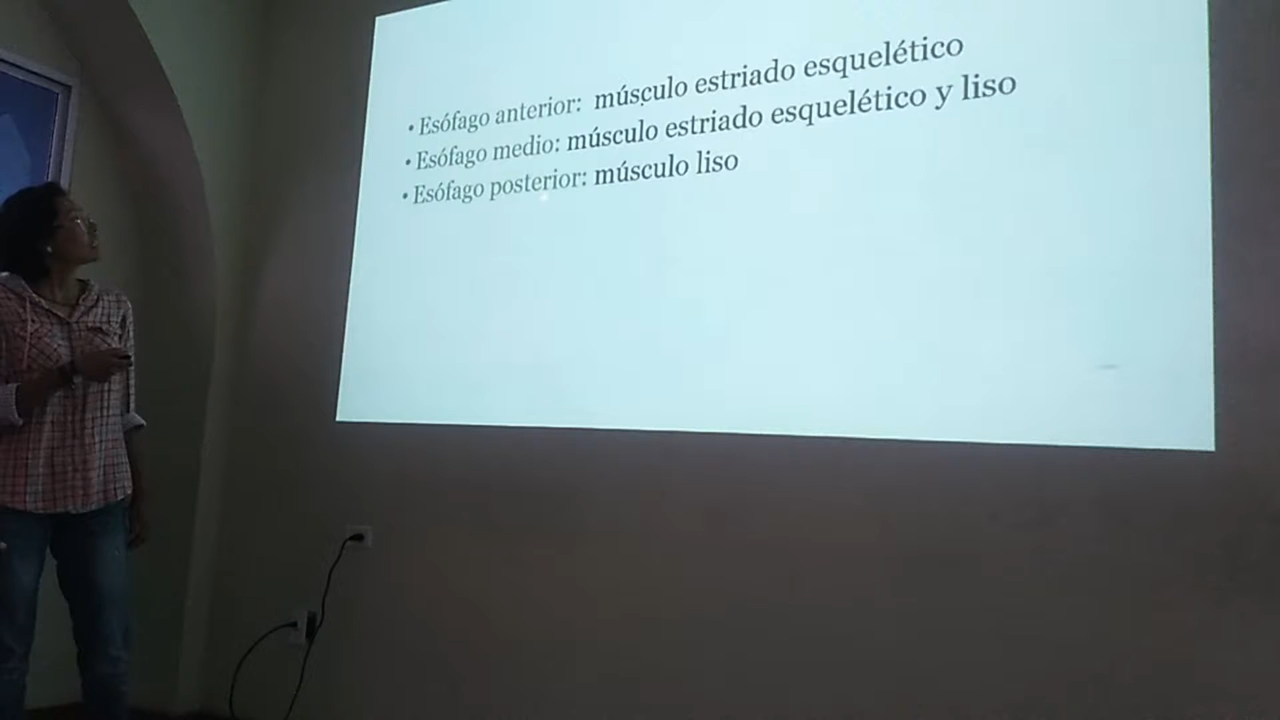 • Esófago anterior: músculo estriado esquelético
• Esófago medio: músculo estriado esquelético y liso
• Esófago posterior: músculo liso